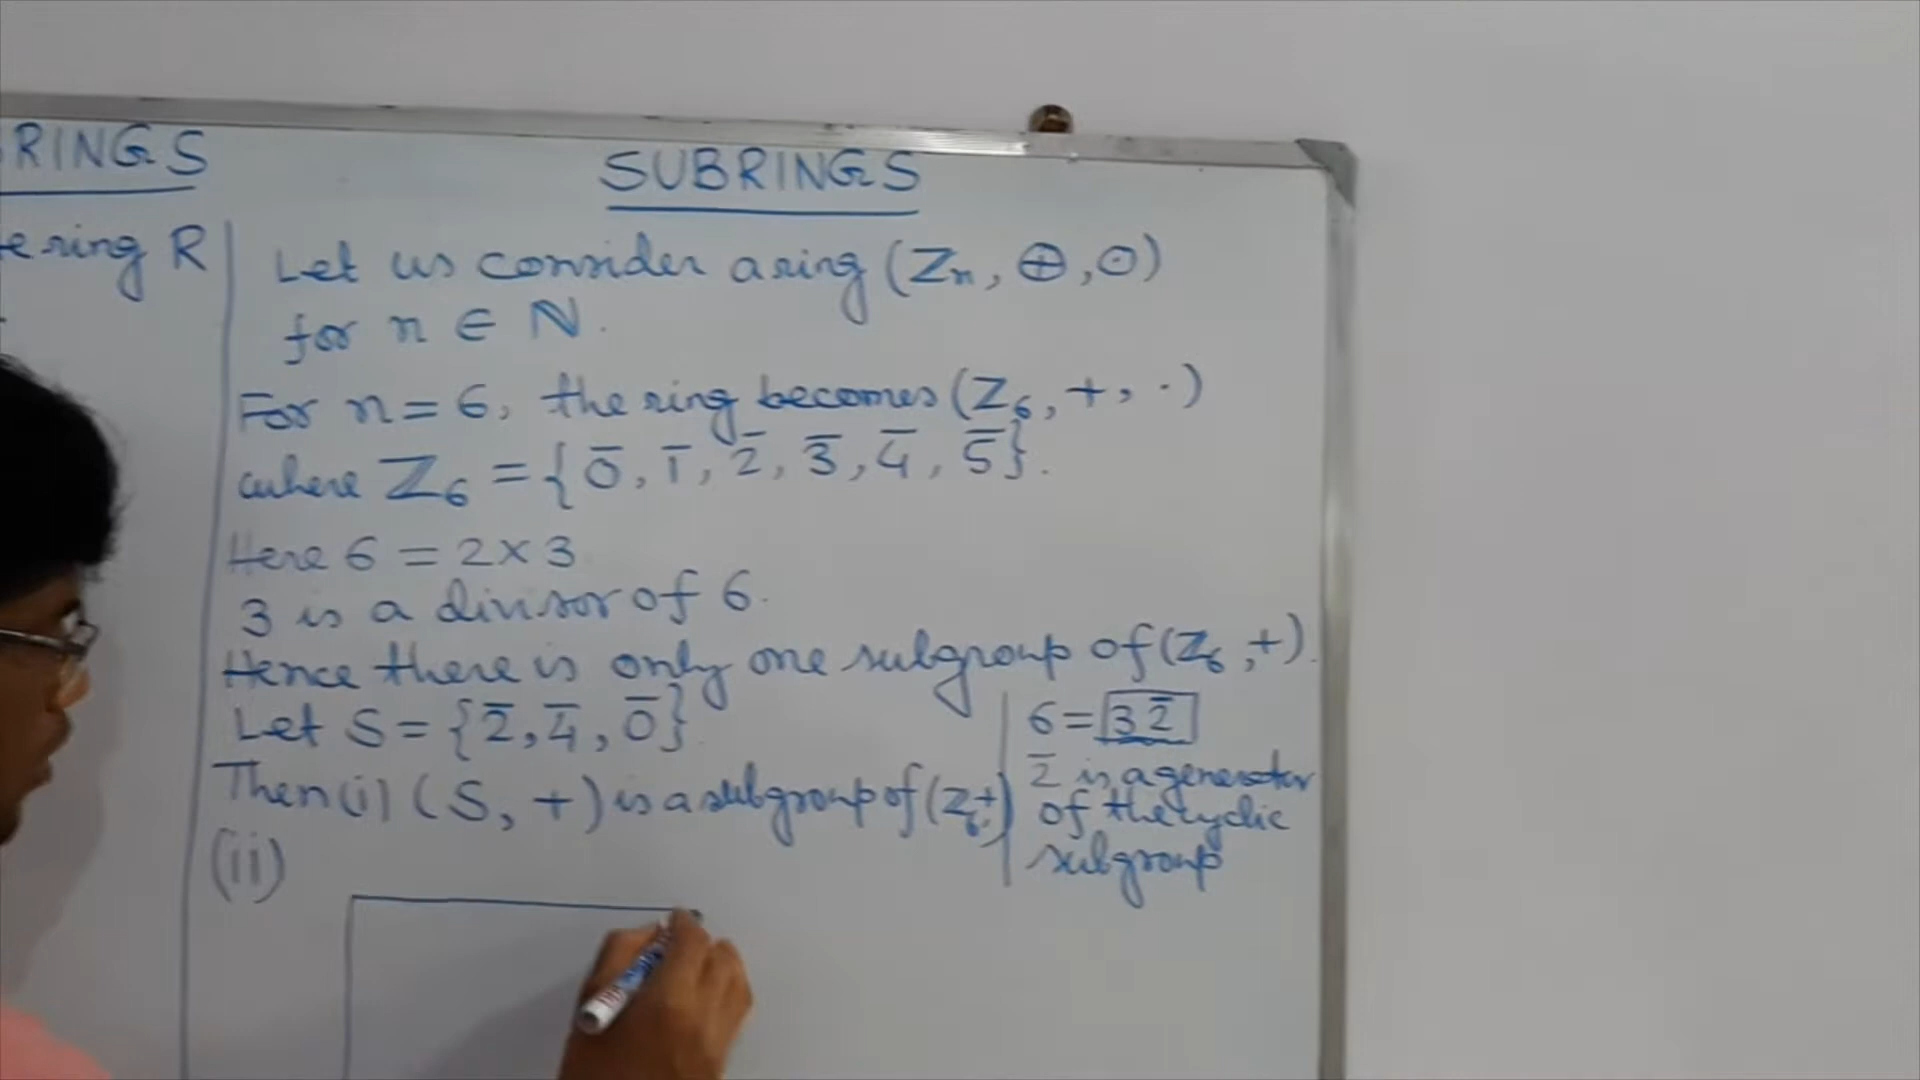 RINGS
e ring R
SUBRINGS
Let us consider a ring (Zn, ⊕, ⊙)
for n ∈ N.
For n = 6, the ring becomes (Z₆, +, ·)
where Z₆ = {0̄, 1̄, 2̄, 3̄, 4̄, 5̄}.
Here 6 = 2 × 3
3 is a divisor of 6.
Hence there is only one subgroup of (Z₆, +).
Let S = {2̄, 4̄, 0̄}.
Then (i) (S, +) is a subgroup of (Z₆, +)
(ii)
6 = 3 2̄
2̄ is a generator
of the cyclic
subgroup